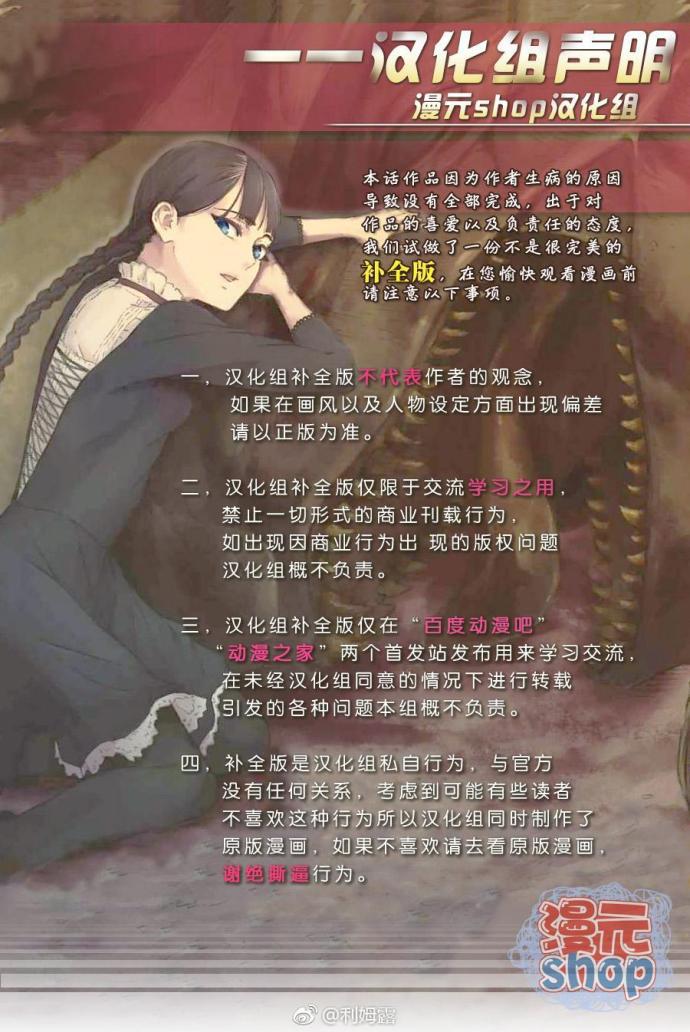 一一汉化组声明
漫元shop汉化组
本话作品因为作者生病的原因
导致没有全部完成，出于对
作品的喜爱以及负责任的态度，
我们试做了一份不是很完美的
补全版，在您愉快观看漫画前
请注意以下事项。
一，汉化组补全版不代表作者的观念，
如果在画风以及人物设定方面出现偏差
请以正版为准。
二，汉化组补全版仅限于交流学习之用，
禁止一切形式的商业刊载行为，
如出现因商业行为出 现的版权问题
汉化组概不负责。
三，汉化组补全版仅在“百度动漫吧”
“动漫之家”两个首发站发布用来学习交流，
在未经汉化组同意的情况下进行转载
引发的各种问题本组概不负责。
四，补全版是汉化组私自行为，与官方
没有任何关系，考虑到可能有些读者
不喜欢这种行为所以汉化组同时制作了
原版漫画，如果不喜欢请去看原版漫画，
谢绝撕逼行为。
漫元
shop
@利姆露